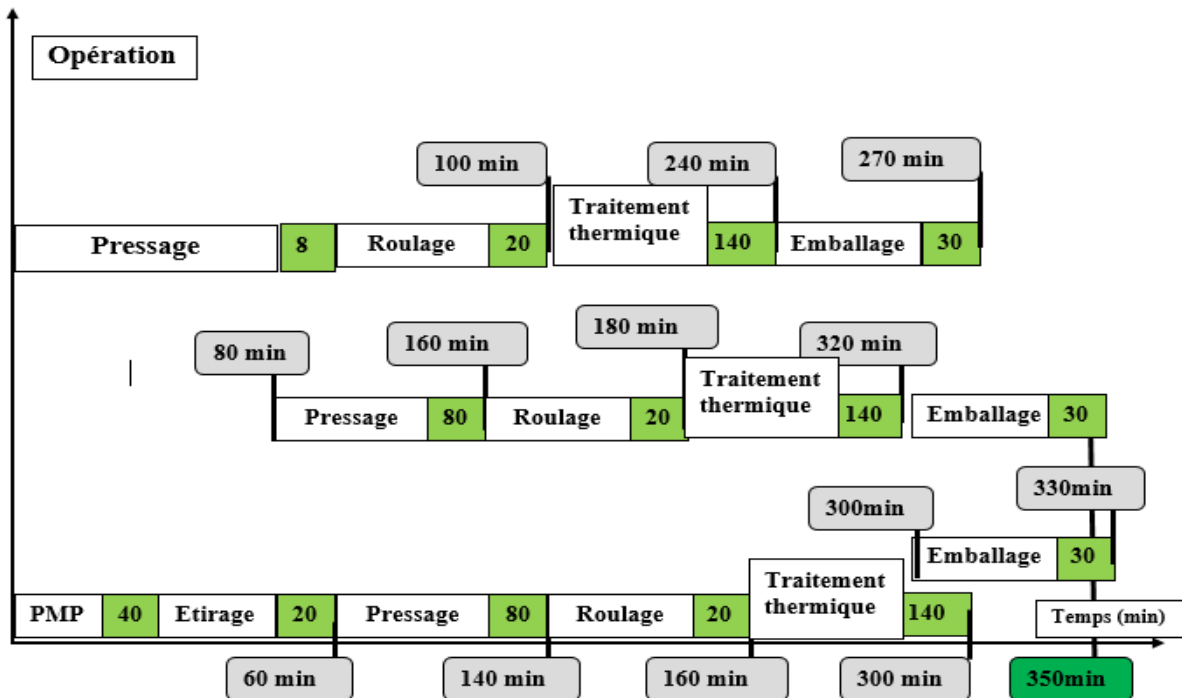 Opération
100 min
240 min
270 min
Pressage
8
Roulage
20
Traitement
thermique
140
Emballage
30
80 min
160 min
180 min
320 min
Pressage
80
Roulage
20
Traitement
thermique
140
Emballage
30
300min
330min
Emballage
30
PMP
40
Etirage
20
Pressage
80
Roulage
20
Traitement
thermique
140
Temps (min)
60 min
140 min
160 min
300 min
350min